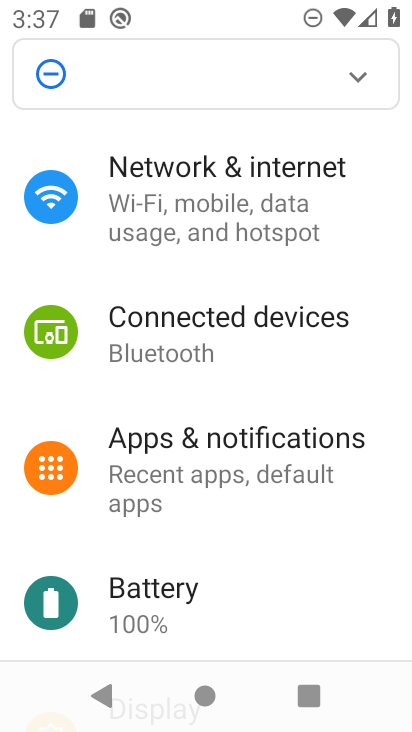 3:37
Network & internet
Wi-Fi, mobile, data
usage, and hotspot
Connected devices
Bluetooth
Apps & notifications
Recent apps, default
apps
Battery
100%
Display